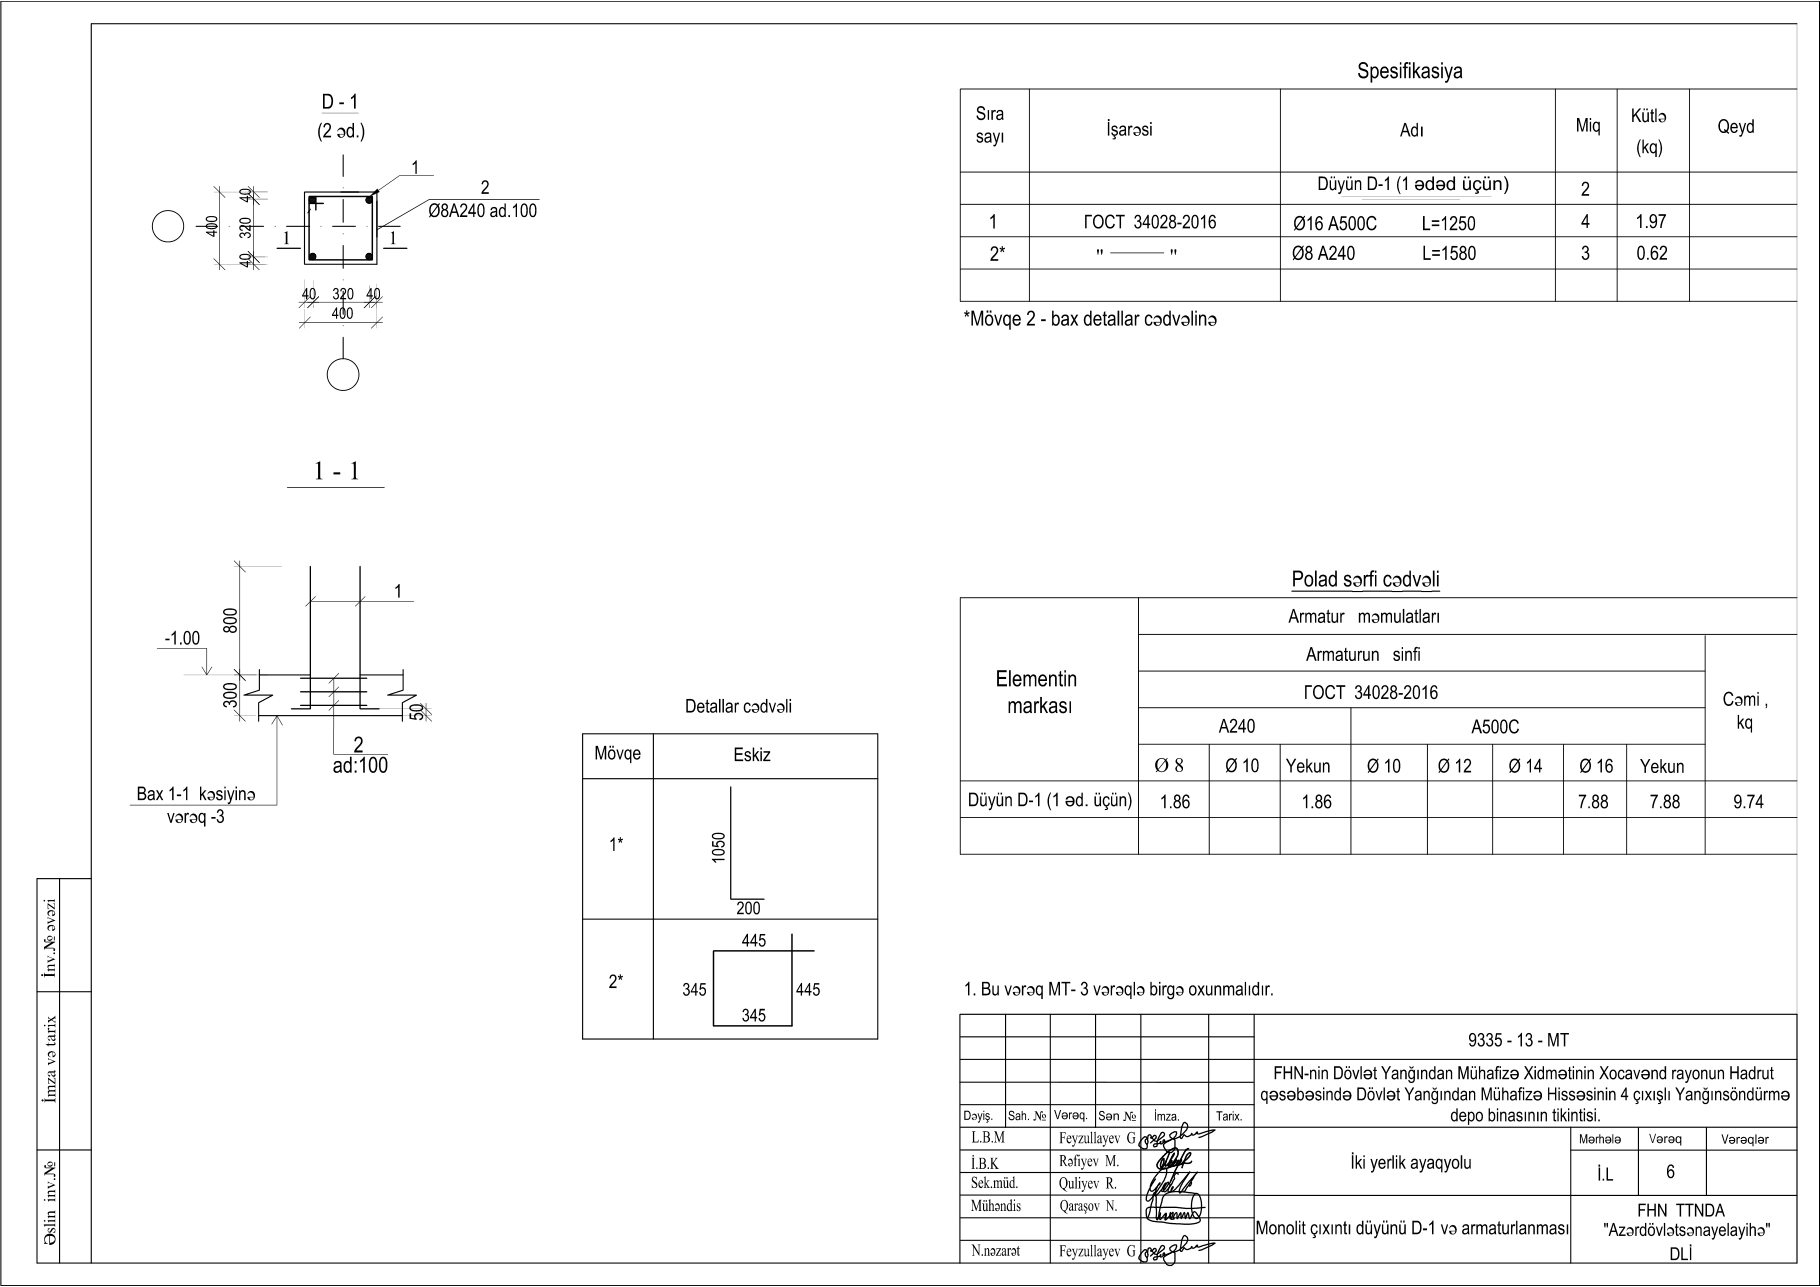 D - 1
(2 əd.)
1
2
Ø8A240 ad.100
40
400
320
40
1
1
40 320 40
400
1 - 1
1
800
-1.00
300
50
2
ad:100
Bax 1-1 kəsiyinə
vərəq -3
Detallar cədvəli
Mövqe Eskiz
1*
1050
200
2*
445
345 445
345
Spesifikasiya
Sıra sayı İşarəsi Adı Miq Kütlə (kq) Qeyd
Düyün D-1 (1 ədəd üçün) 2
1 ГОСТ 34028-2016 Ø16 A500C L=1250 4 1.97
2* " ——— " Ø8 A240 L=1580 3 0.62
*Mövqe 2 - bax detallar cədvəlinə
Polad sərfi cədvəli
Elementin markası
Armatur məmulatları
Armaturun sinfi
ГОСТ 34028-2016
Cəmi , kq
A240 A500C
Ø 8 Ø 10 Yekun Ø 10 Ø 12 Ø 14 Ø 16 Yekun
Düyün D-1 (1 əd. üçün) 1.86 1.86 7.88 7.88 9.74
1. Bu vərəq MT- 3 vərəqlə birgə oxunmalıdır.
9335 - 13 - MT
FHN-nin Dövlət Yanğından Mühafizə Xidmətinin Xocavənd rayonun Hadrut
qəsəbəsində Dövlət Yanğından Mühafizə Hissəsinin 4 çıxışlı Yanğınsöndürmə
depo binasının tikintisi.
Dəyiş. Sah. № Vərəq. Sən № İmza. Tarix.
L.B.M Feyzullayev G
İ.B.K Rəfiyev M.
Sek.müd. Quliyev R.
Mühəndis Qaraşov N.
N.nəzarət Feyzullayev G
İki yerlik ayaqyolu
Mərhələ Vərəq Vərəqlər
İ.L 6
Monolit çıxıntı düyünü D-1 və armaturlanması
FHN TTNDA
"Azərdövlətsənayelayihə"
DLİ
İnv.№ əvəzi
İmza və tarix
Əslin inv.№